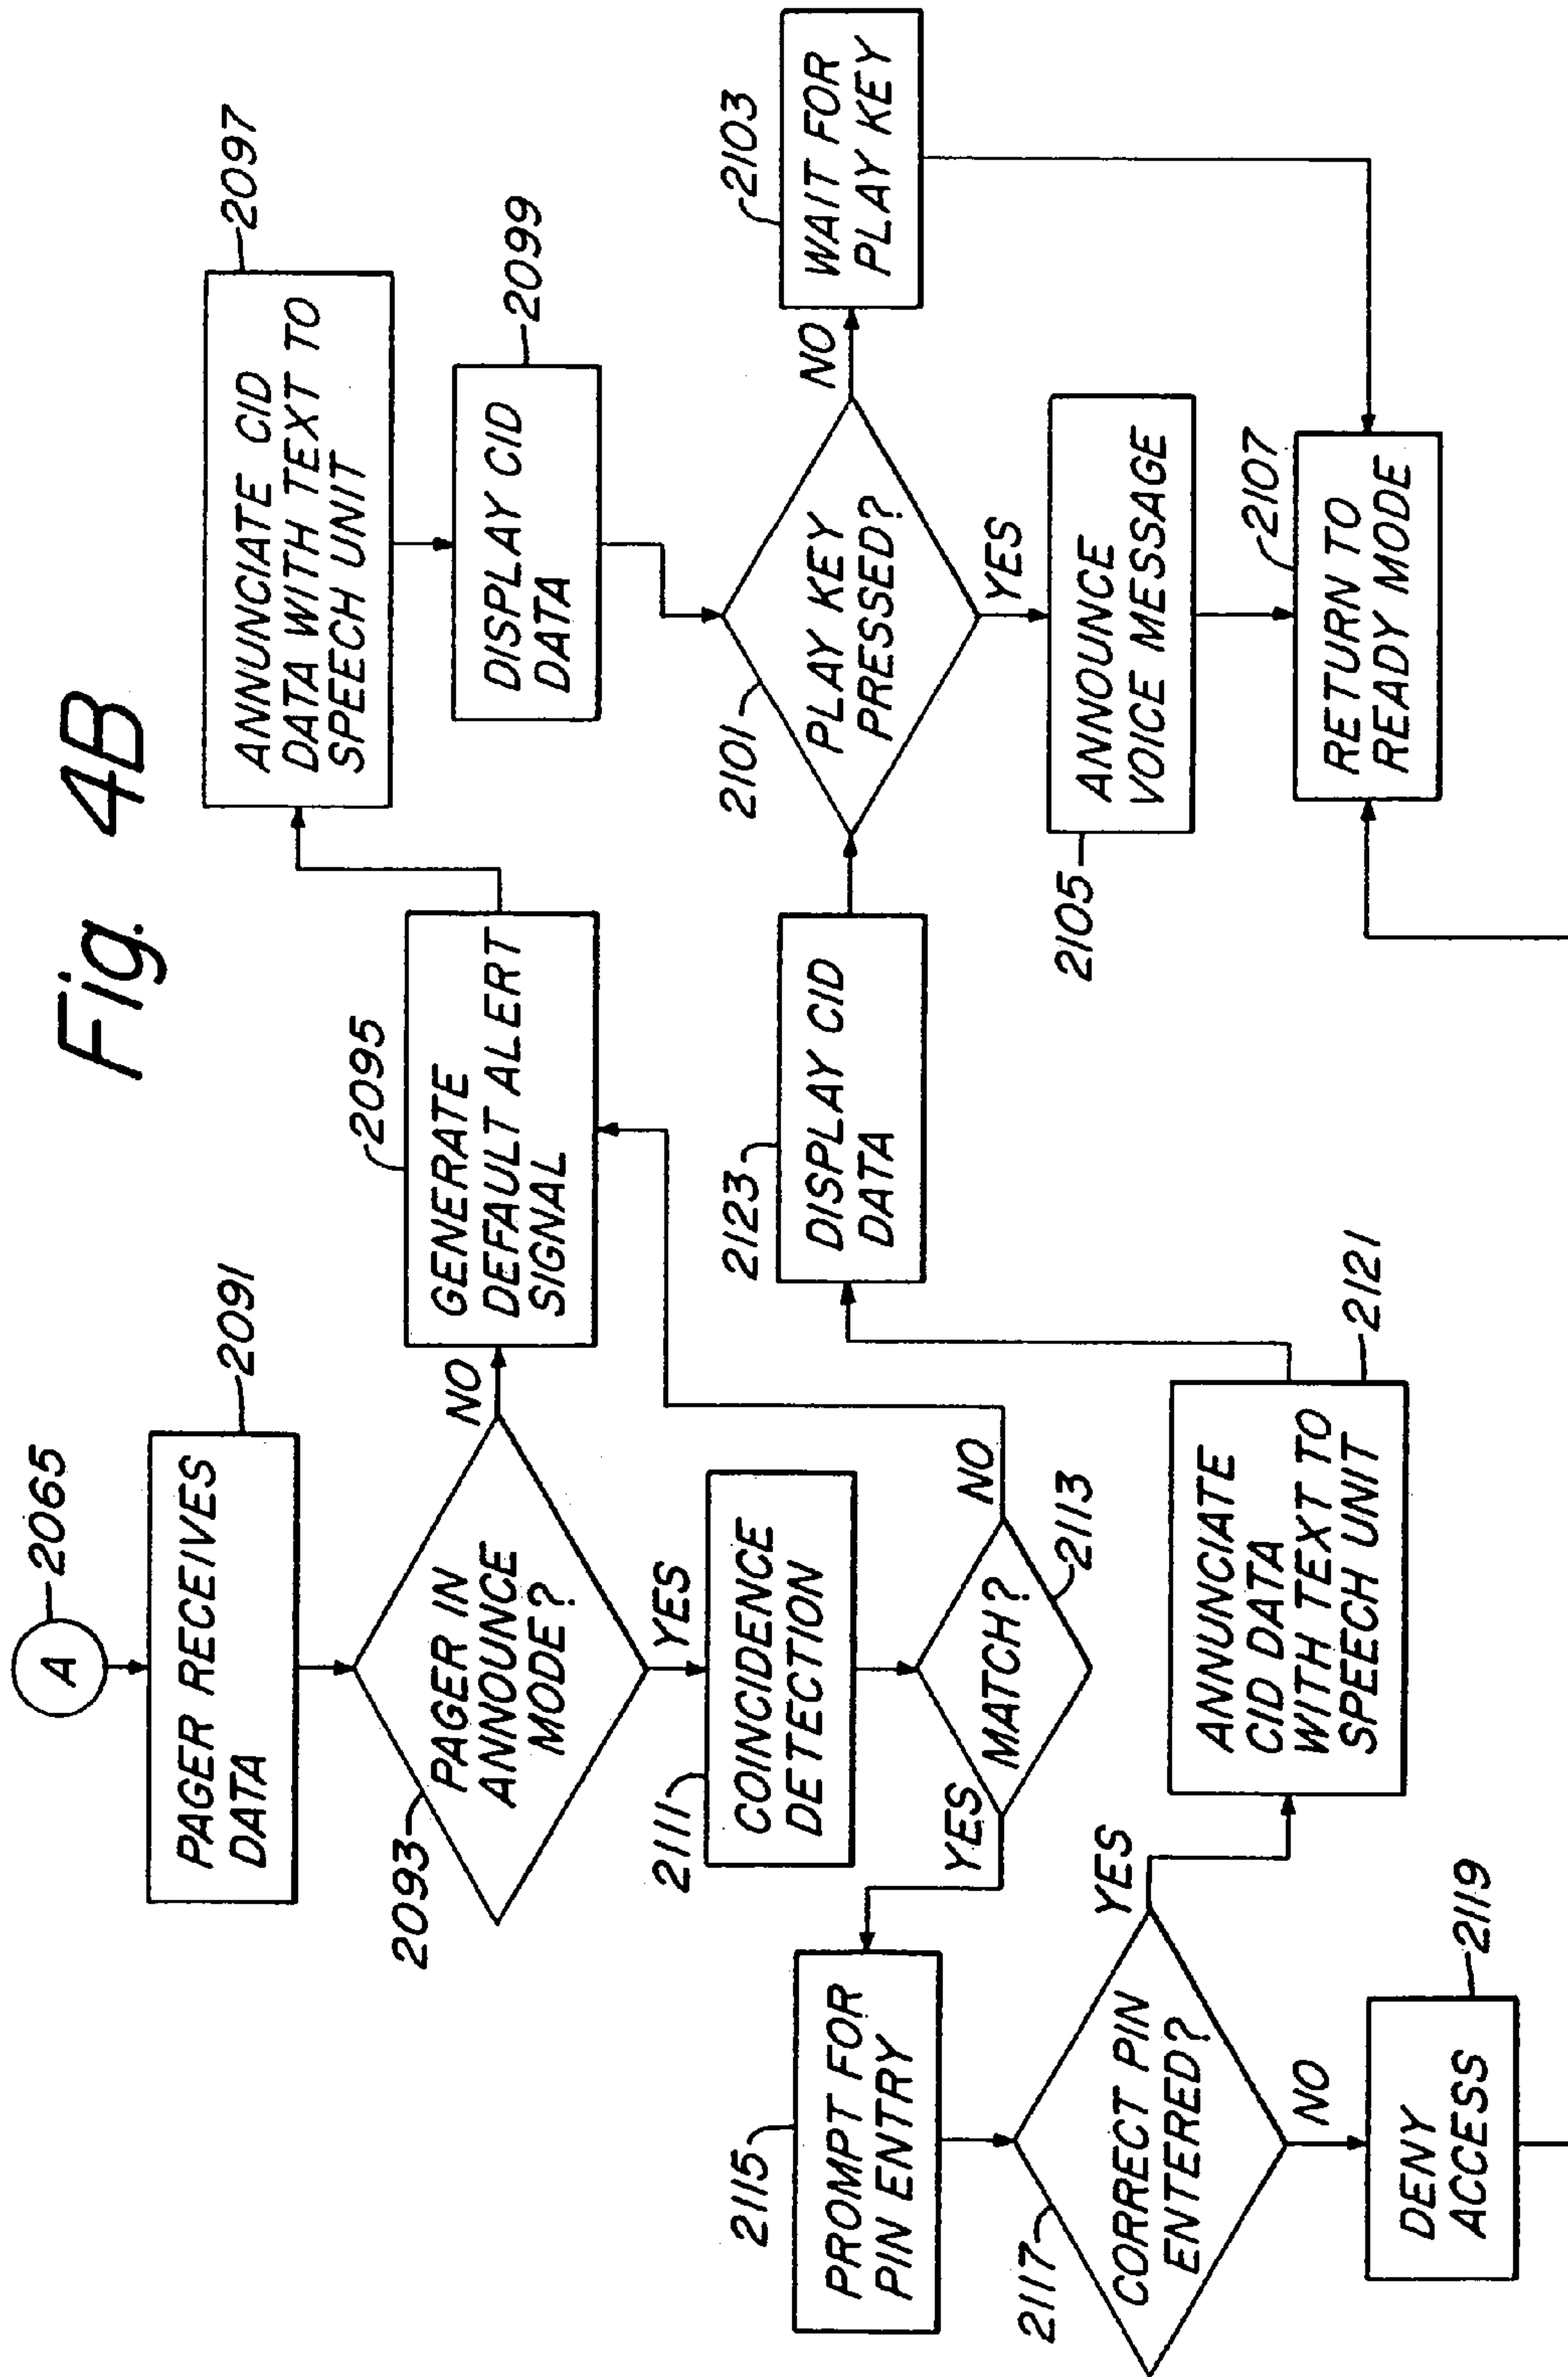 Fig. 4B
A
2065
PAGER RECEIVES
DATA
2091
PAGER IN
ANNOUNCE
MODE?
2093
NO
YES
GENERATE
DEFAULT ALERT
SIGNAL
2095
ANNUNCIATE CID
DATA WITH TEXT TO
SPEECH UNIT
2097
DISPLAY CID
DATA
2099
COINCIDENCE
DETECTION
2111
MATCH?
2113
YES
NO
PROMPT FOR
PIN ENTRY
2115
CORRECT PIN
ENTERED?
2117
YES
NO
DENY
ACCESS
2119
ANNUNCIATE
CID DATA
WITH TEXT TO
SPEECH UNIT
2121
DISPLAY CID
DATA
2123
PLAY KEY
PRESSED?
2101
NO
YES
WAIT FOR
PLAY KEY
2103
ANNOUNCE
VOICE MESSAGE
2105
RETURN TO
READY MODE
2107